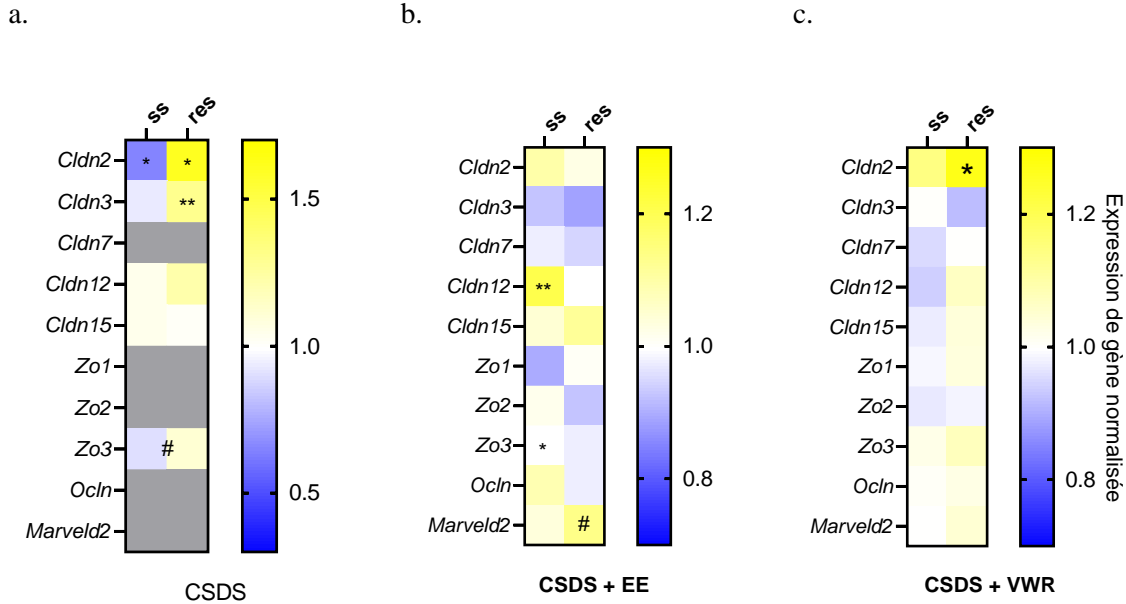 a.
b.
c.
ss res
Cldn2 * *
Cldn3 **
Cldn7
Cldn12
Cldn15
Zo1
Zo2
Zo3 #
Ocln
Marveld2
1.5
1.0
0.5
CSDS
ss res
Cldn2
Cldn3
Cldn7
Cldn12 **
Cldn15
Zo1
Zo2
Zo3 *
Ocln
Marveld2 #
1.2
1.0
0.8
CSDS + EE
ss res
Cldn2 *
Cldn3
Cldn7
Cldn12
Cldn15
Zo1
Zo2
Zo3
Ocln
Marveld2
1.2
1.0
0.8
Expression de gène normalisée
CSDS + VWR